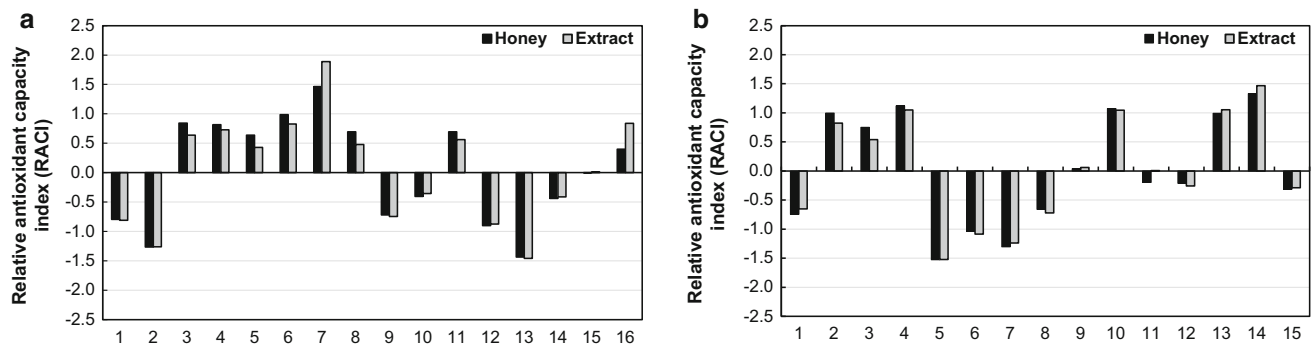 a
Relative antioxidant capacity
index (RACI)
2.5
2.0
1.5
1.0
0.5
0.0
-0.5
-1.0
-1.5
-2.0
-2.5
Honey Extract
1 2 3 4 5 6 7 8 9 10 11 12 13 14 15 16
b
Relative antioxidant capacity
index (RACI)
2.5
2.0
1.5
1.0
0.5
0.0
-0.5
-1.0
-1.5
-2.0
-2.5
Honey Extract
1 2 3 4 5 6 7 8 9 10 11 12 13 14 15